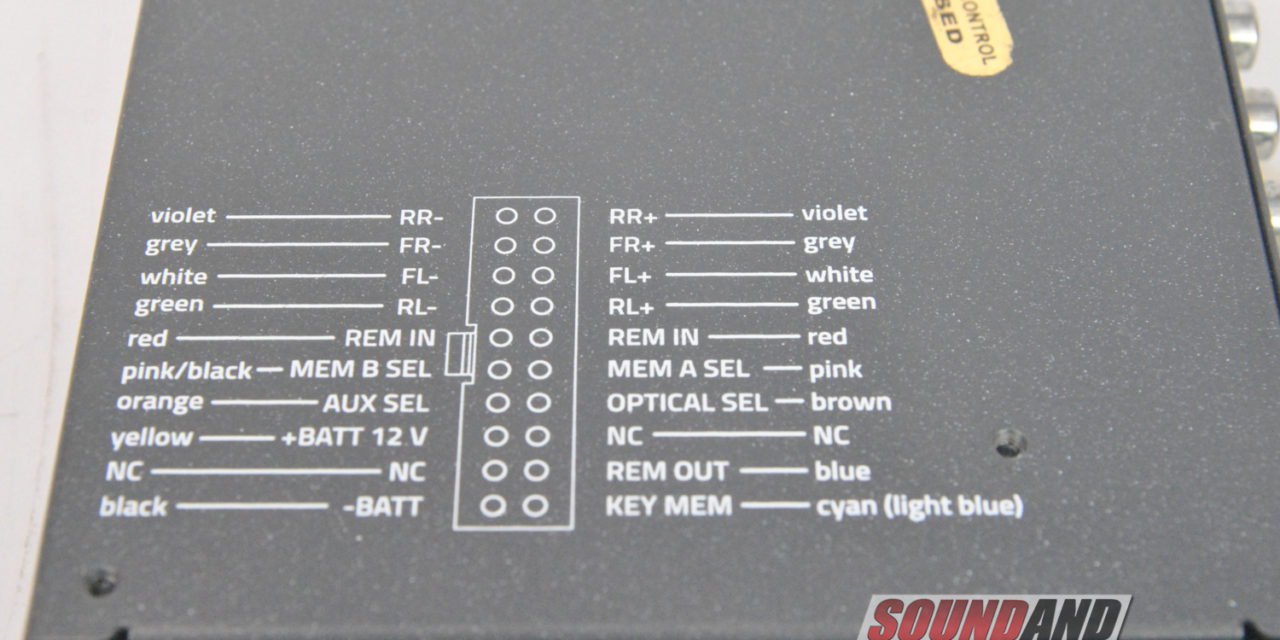 CONTROL
SED
violet RR- RR+ violet
grey FR- FR+ grey
white FL- FL+ white
green RL- RL+ green
red REM IN REM IN red
pink/black MEM B SEL MEM A SEL pink
orange AUX SEL OPTICAL SEL brown
yellow +BATT 12 V NC NC
NC NC REM OUT blue
black -BATT KEY MEM cyan (light blue)
SOUNDAND